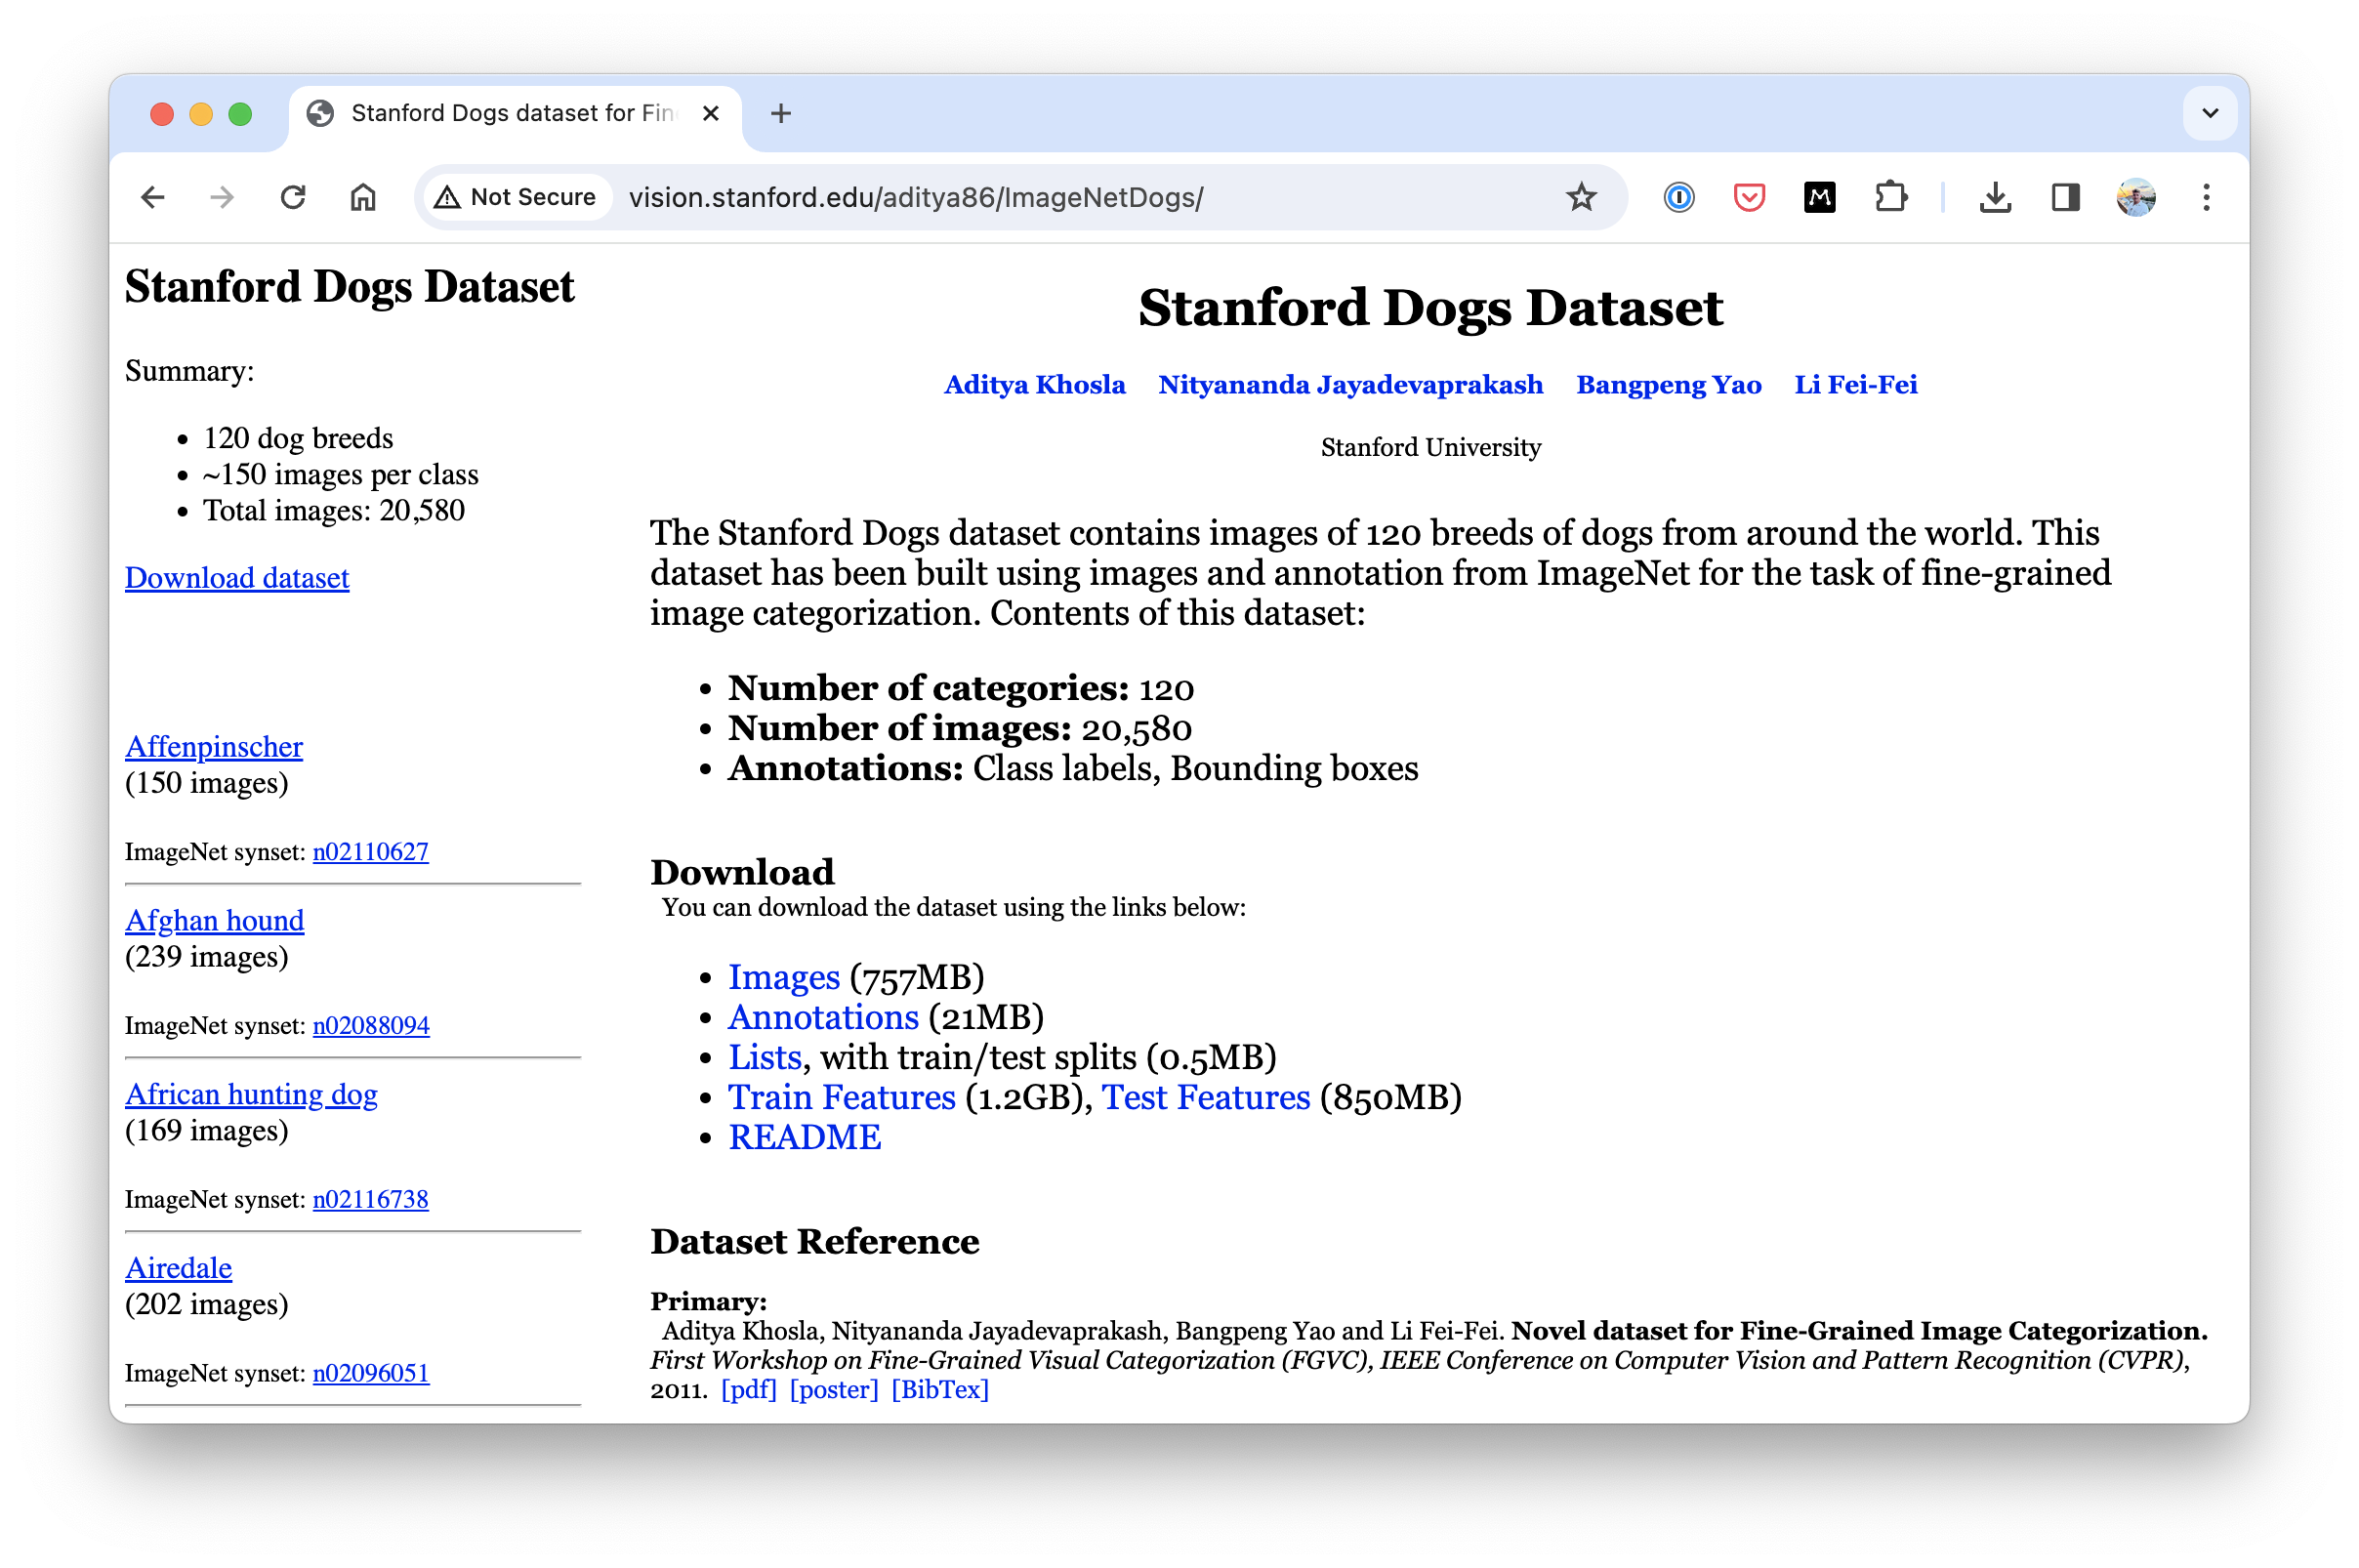 Stanford Dogs dataset for Fin
Not Secure
vision.stanford.edu/aditya86/ImageNetDogs/
Stanford Dogs Dataset
Summary:
120 dog breeds
~150 images per class
Total images: 20,580
Download dataset
Affenpinscher
(150 images)
ImageNet synset: n02110627
Afghan hound
(239 images)
ImageNet synset: n02088094
African hunting dog
(169 images)
ImageNet synset: n02116738
Airedale
(202 images)
ImageNet synset: n02096051
Stanford Dogs Dataset
Aditya Khosla Nityananda Jayadevaprakash Bangpeng Yao Li Fei-Fei
Stanford University
The Stanford Dogs dataset contains images of 120 breeds of dogs from around the world. This
dataset has been built using images and annotation from ImageNet for the task of fine-grained
image categorization. Contents of this dataset:
Number of categories: 120
Number of images: 20,580
Annotations: Class labels, Bounding boxes
Download
You can download the dataset using the links below:
Images (757MB)
Annotations (21MB)
Lists, with train/test splits (0.5MB)
Train Features (1.2GB), Test Features (850MB)
README
Dataset Reference
Primary:
Aditya Khosla, Nityananda Jayadevaprakash, Bangpeng Yao and Li Fei-Fei. Novel dataset for Fine-Grained Image Categorization.
First Workshop on Fine-Grained Visual Categorization (FGVC), IEEE Conference on Computer Vision and Pattern Recognition (CVPR),
2011. [pdf] [poster] [BibTex]